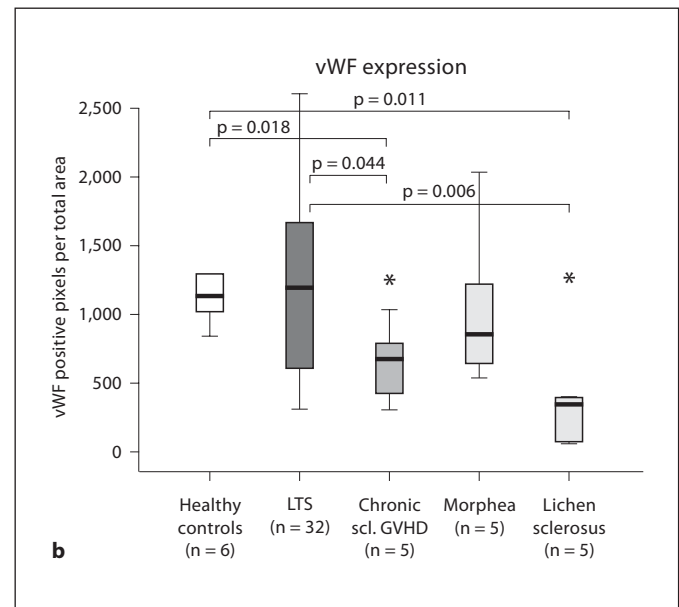 vWF expression
vWF positive pixels per total area
2,500
2,000
1,500
1,000
500
0
p = 0.011
p = 0.018
p = 0.044
p = 0.006
*
*
Healthy
controls
(n = 6)
LTS
(n = 32)
Chronic
scl. GVHD
(n = 5)
Morphea
(n = 5)
Lichen
sclerosus
(n = 5)
b